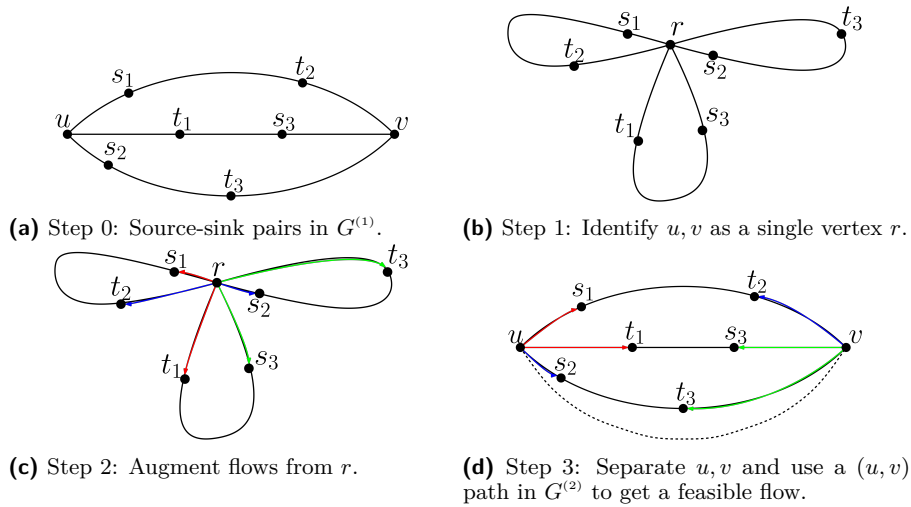 s₁ t₂
u t₁ s₃ v
s₂ t₃
(a) Step 0: Source-sink pairs in G⁽¹⁾.
s₁ r t₃
t₂ s₂
t₁ s₃
(b) Step 1: Identify u, v as a single vertex r.
s₁ r t₃
t₂ s₂
t₁ s₃
(c) Step 2: Augment flows from r.
s₁ t₂
u t₁ s₃ v
s₂ t₃
(d) Step 3: Separate u, v and use a (u, v)
path in G⁽²⁾ to get a feasible flow.